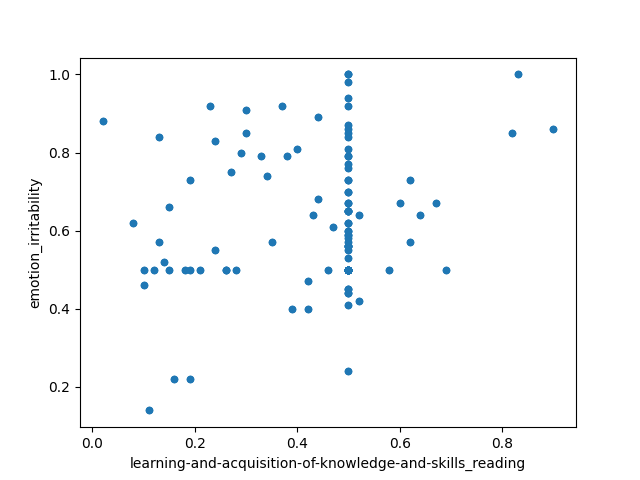 1.0
0.8
0.6
0.4
0.2
emotion_irritability
0.0 0.2 0.4 0.6 0.8
learning-and-acquisition-of-knowledge-and-skills_reading